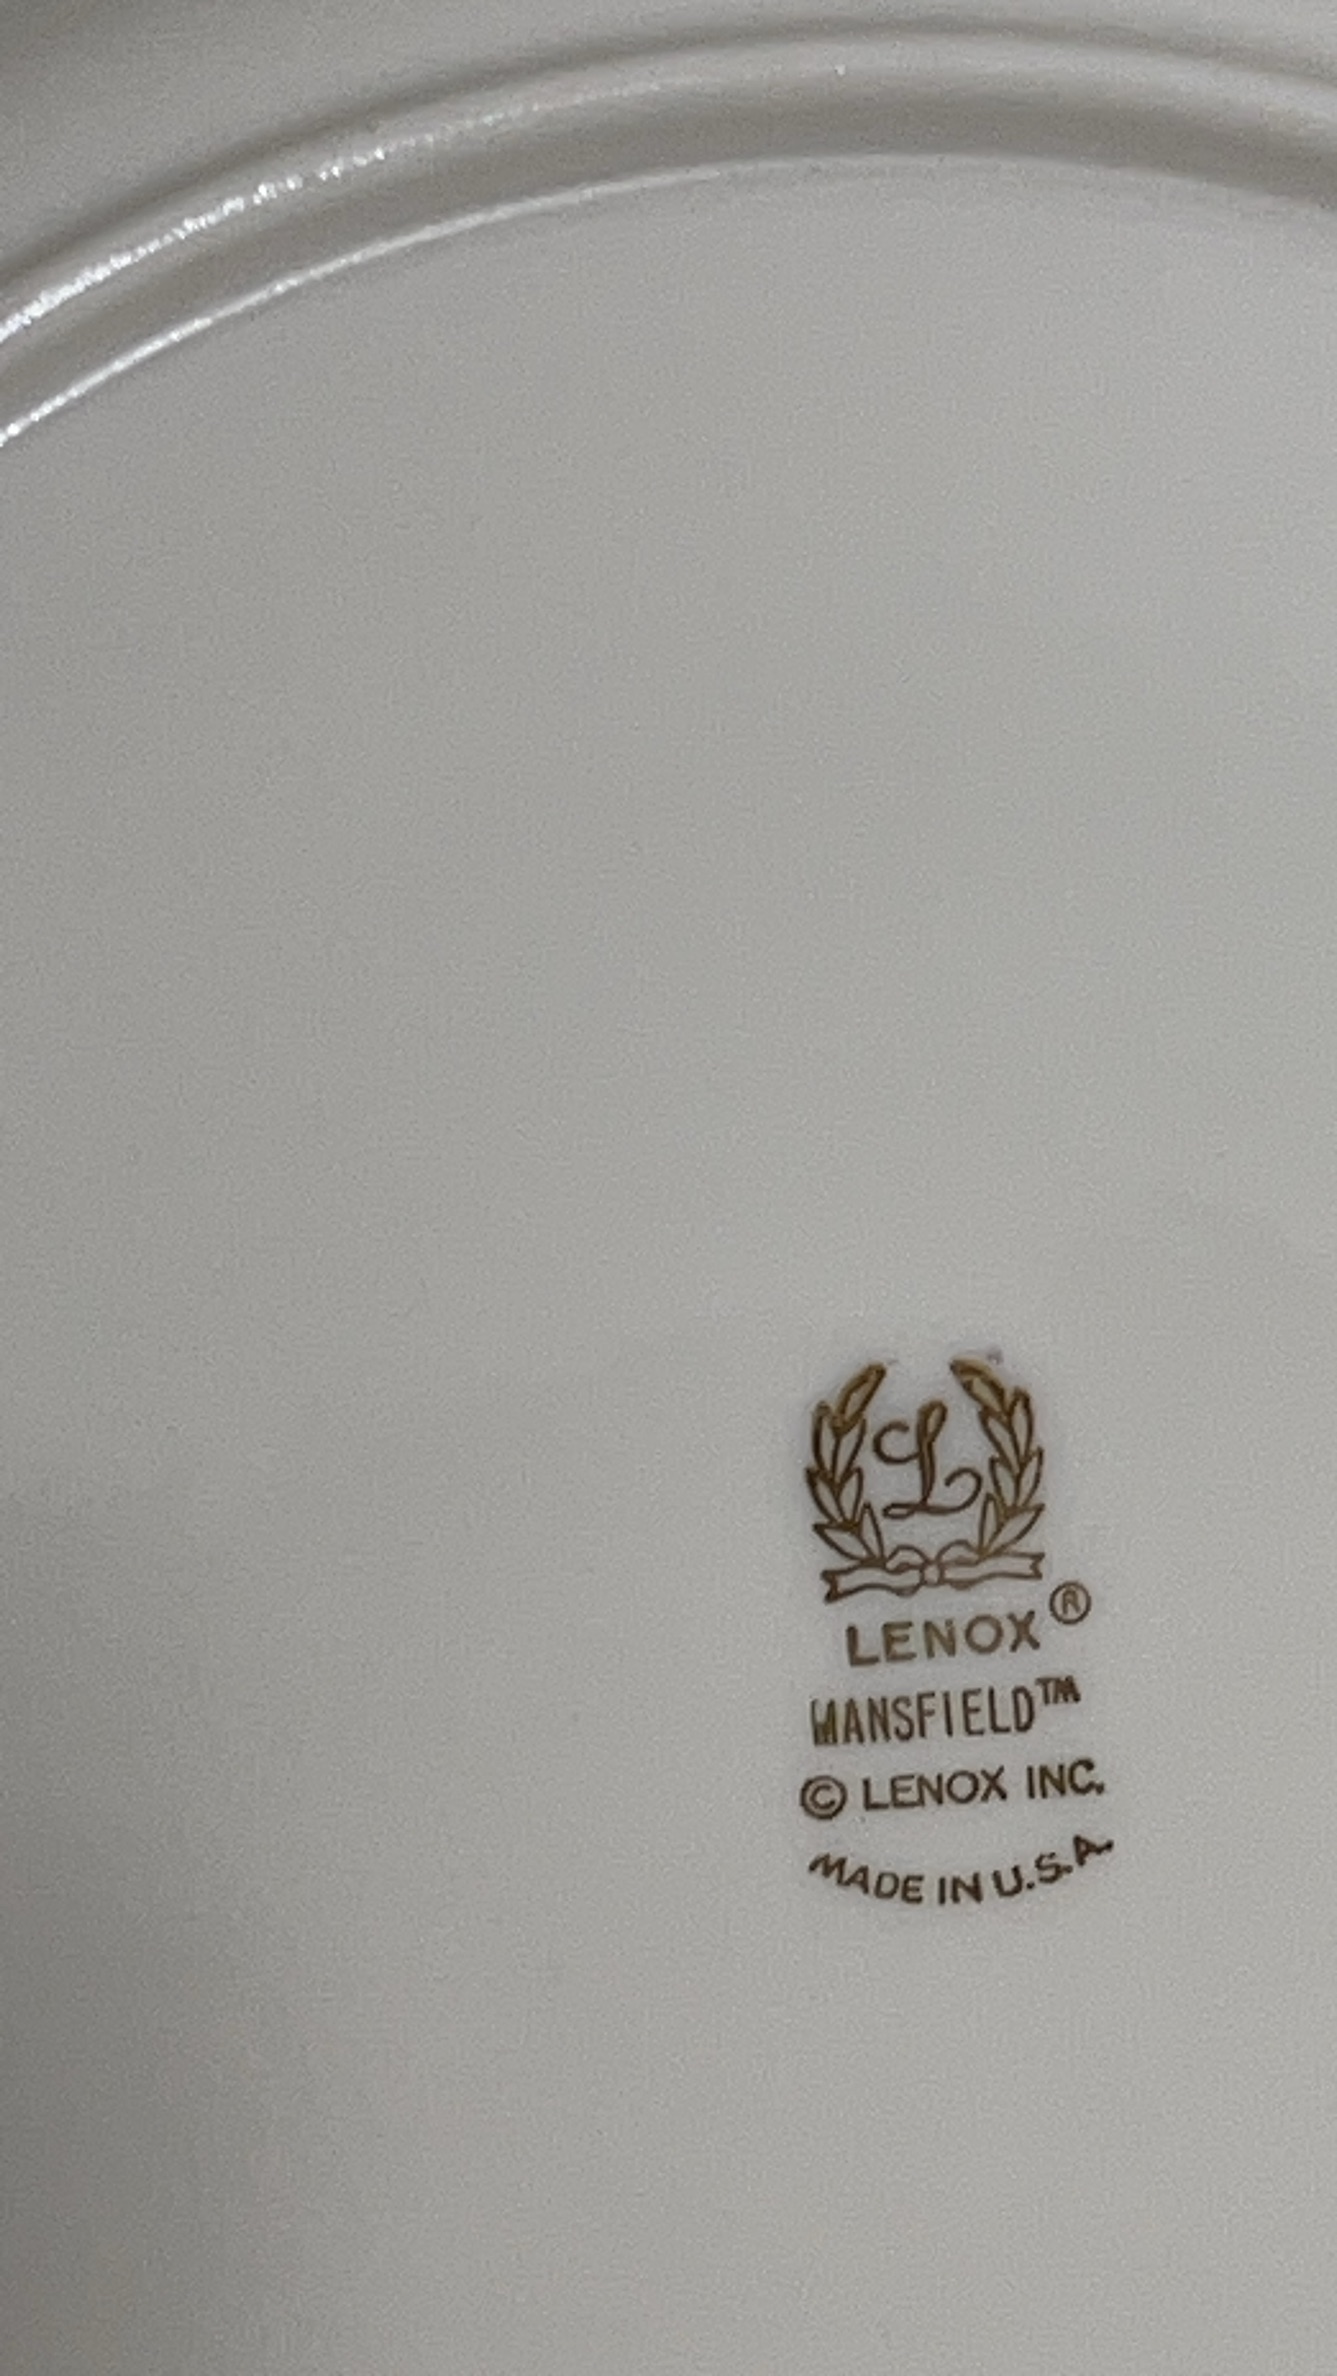 L
LENOX®
MANSFIELD™
© LENOX INC.
MADE IN U.S.A.